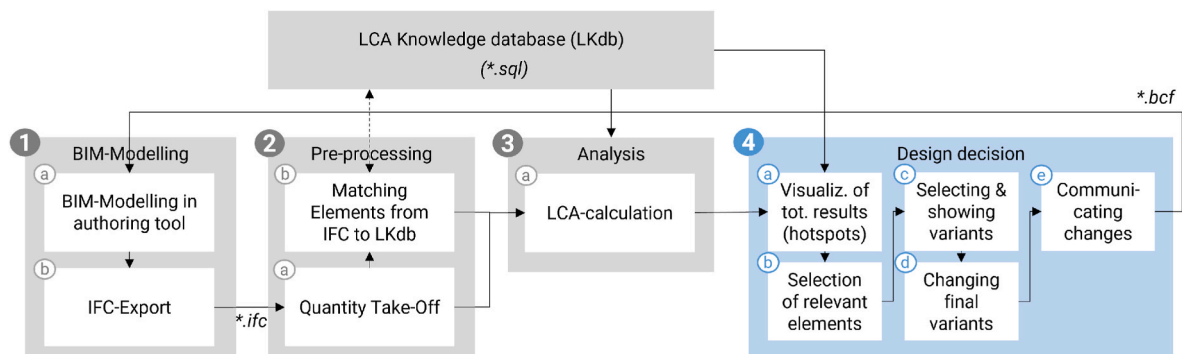 LCA Knowledge database (LKdb)
(*.sql)
*.bcf
1
BIM-Modelling
a
BIM-Modelling in
authoring tool
b
IFC-Export
*.ifc
2
Pre-processing
b
Matching
Elements from
IFC to LKdb
a
Quantity Take-Off
3
Analysis
a
LCA-calculation
4
Design decision
a
Visualiz. of
tot. results
(hotspots)
b
Selection
of relevant
elements
c
Selecting &
showing
variants
d
Changing
final
variants
e
Communi-
cating
changes